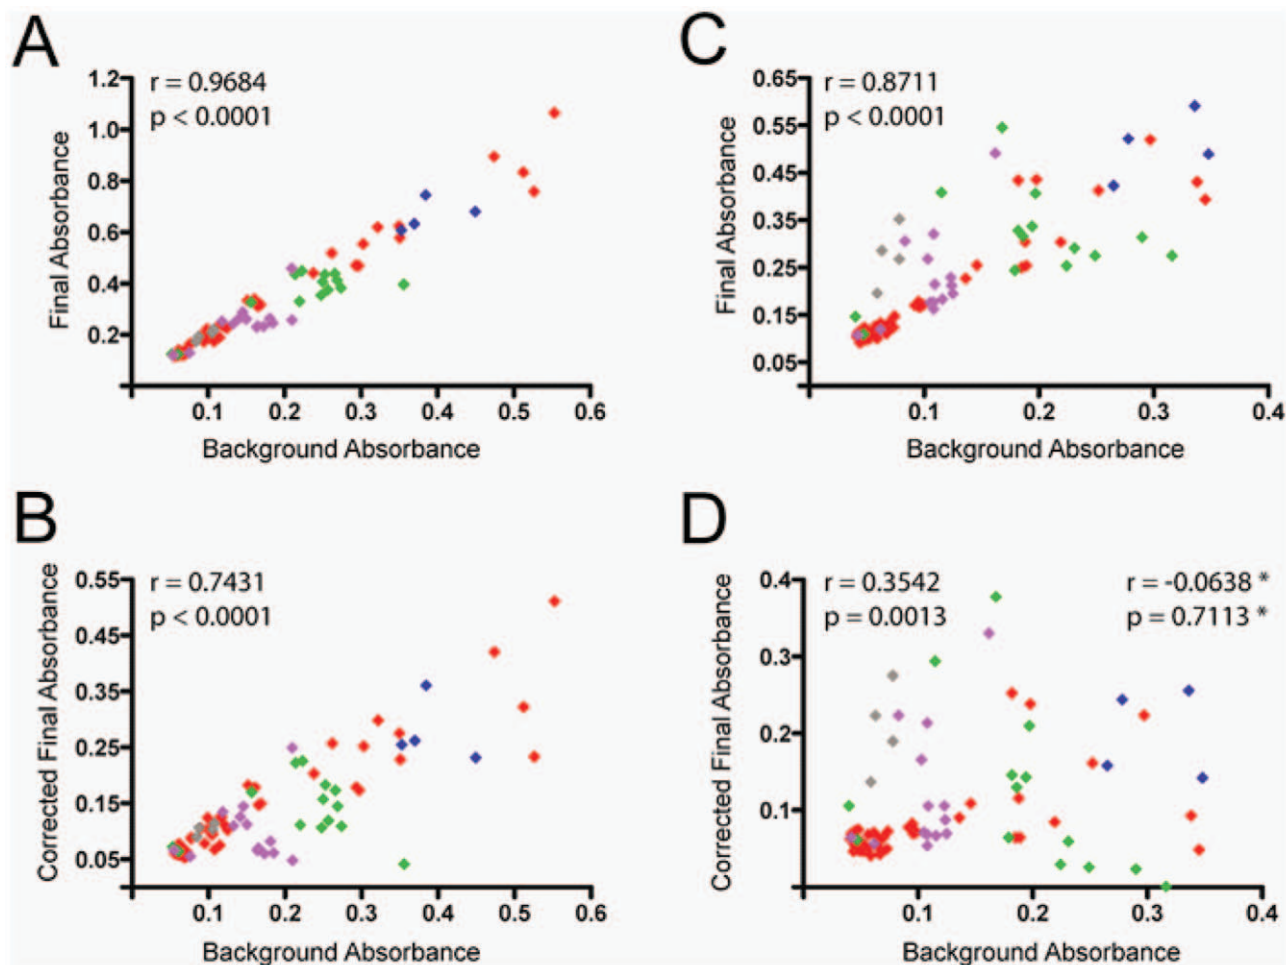 A
r = 0.9684
p < 0.0001
Final Absorbance
1.2
1.0
0.8
0.6
0.4
0.2
0.1 0.2 0.3 0.4 0.5 0.6
Background Absorbance
C
r = 0.8711
p < 0.0001
Final Absorbance
0.65
0.55
0.45
0.35
0.25
0.15
0.05
0.1 0.2 0.3 0.4
Background Absorbance
B
r = 0.7431
p < 0.0001
Corrected Final Absorbance
0.55
0.45
0.35
0.25
0.15
0.05
0.1 0.2 0.3 0.4 0.5 0.6
Background Absorbance
D
r = 0.3542
p = 0.0013
r = -0.0638 *
p = 0.7113 *
Corrected Final Absorbance
0.4
0.3
0.2
0.1
0.1 0.2 0.3 0.4
Background Absorbance